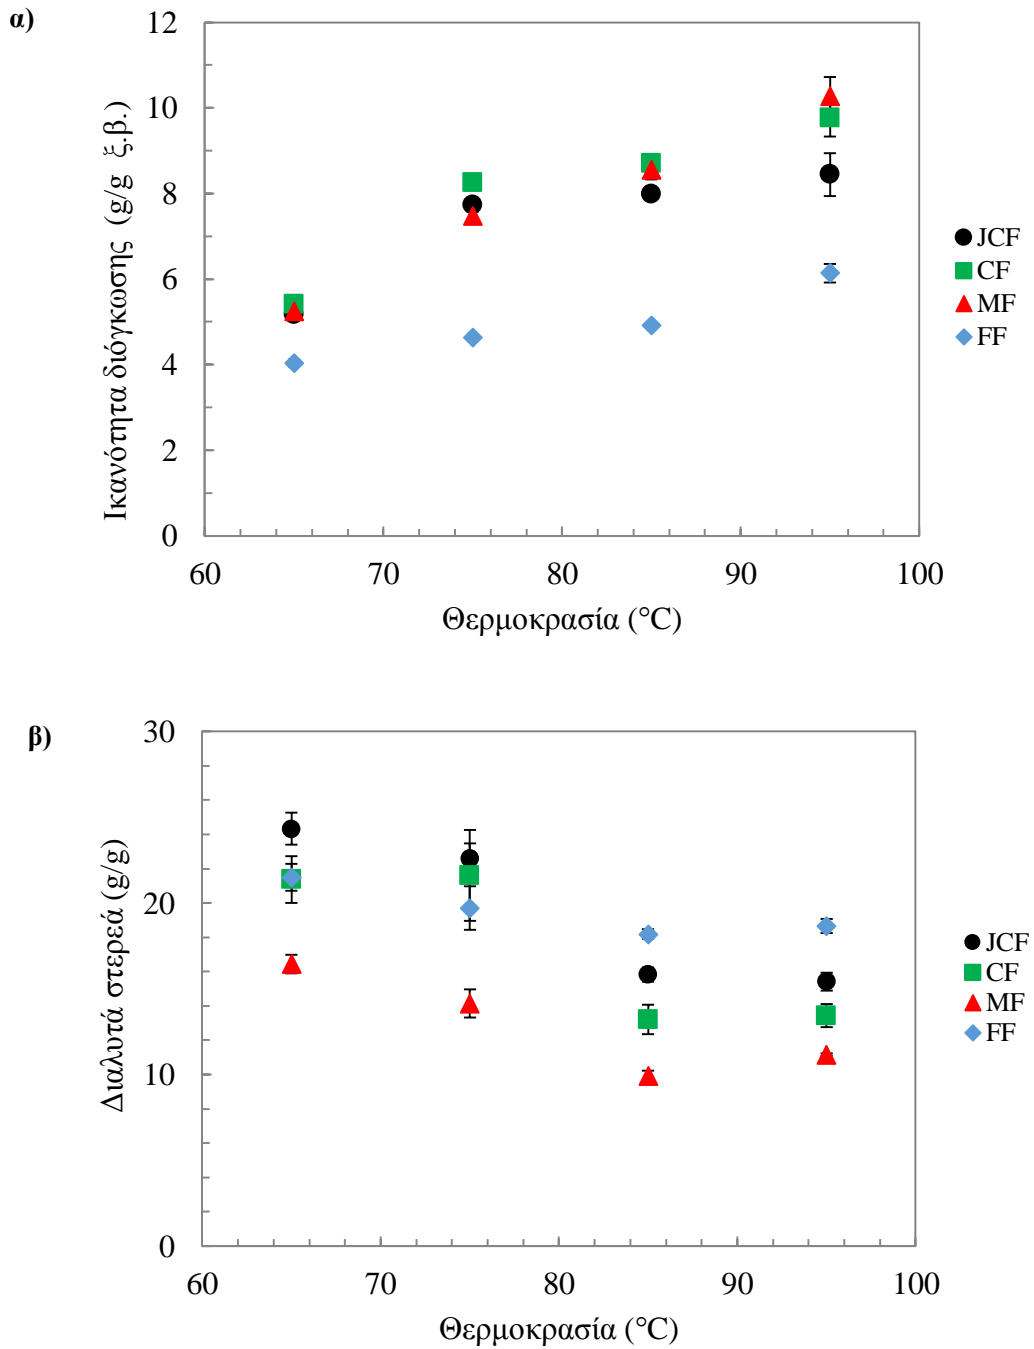 α)
12
10
8
6
4
2
0
Ικανότητα διόγκωσης (g/g ξ.β.)
60 70 80 90 100
Θερμοκρασία (°C)
JCF
CF
MF
FF
β)
30
20
10
0
Διαλυτά στερεά (g/g)
60 70 80 90 100
Θερμοκρασία (°C)
JCF
CF
MF
FF